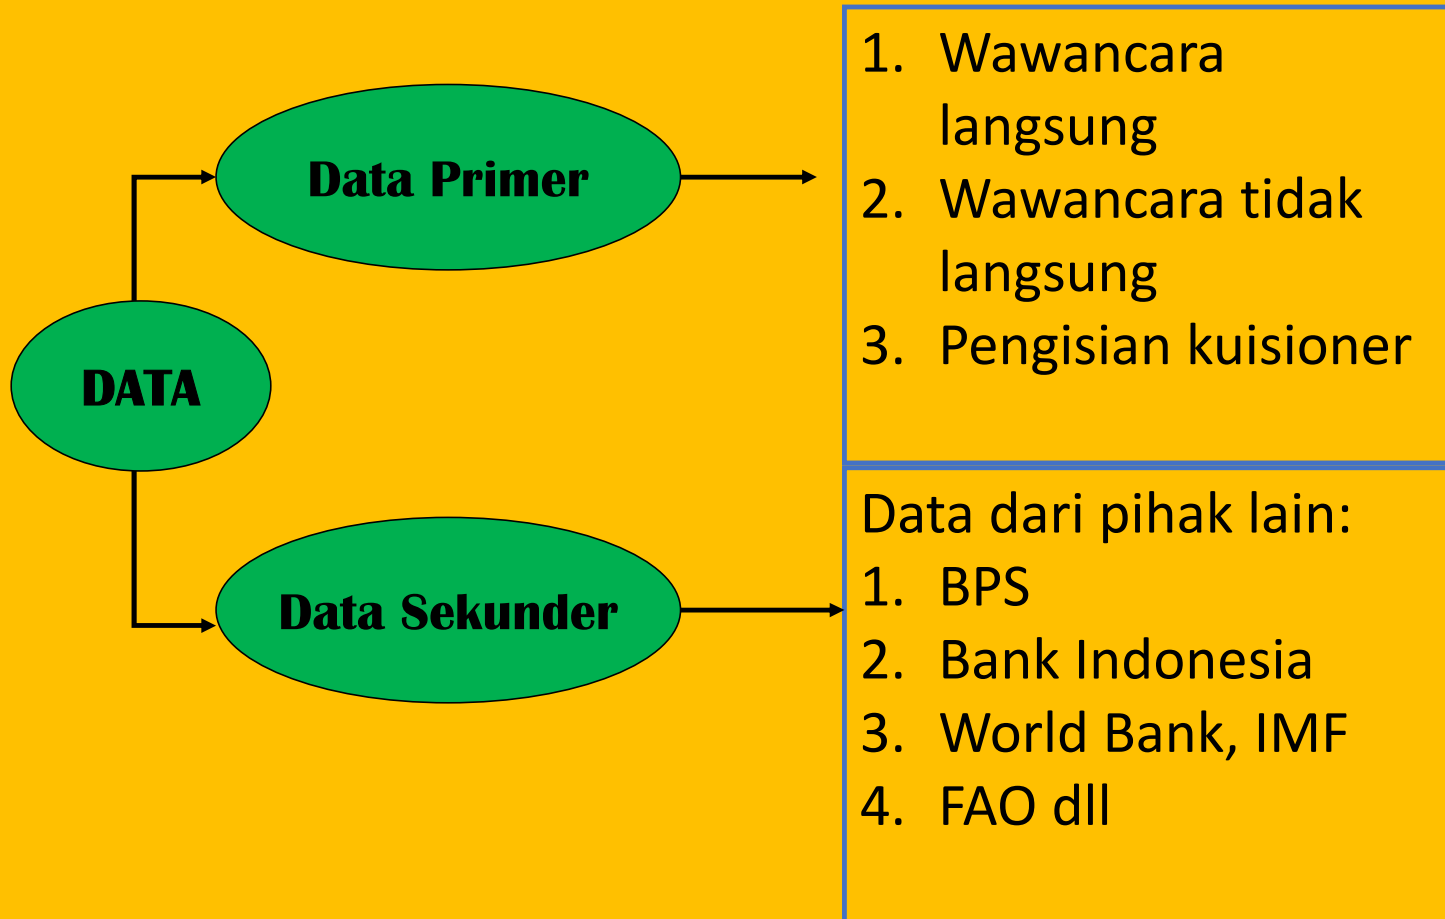 DATA
Data Primer
1. Wawancara
langsung
2. Wawancara tidak
langsung
3. Pengisian kuisioner
Data Sekunder
Data dari pihak lain:
1. BPS
2. Bank Indonesia
3. World Bank, IMF
4. FAO dll